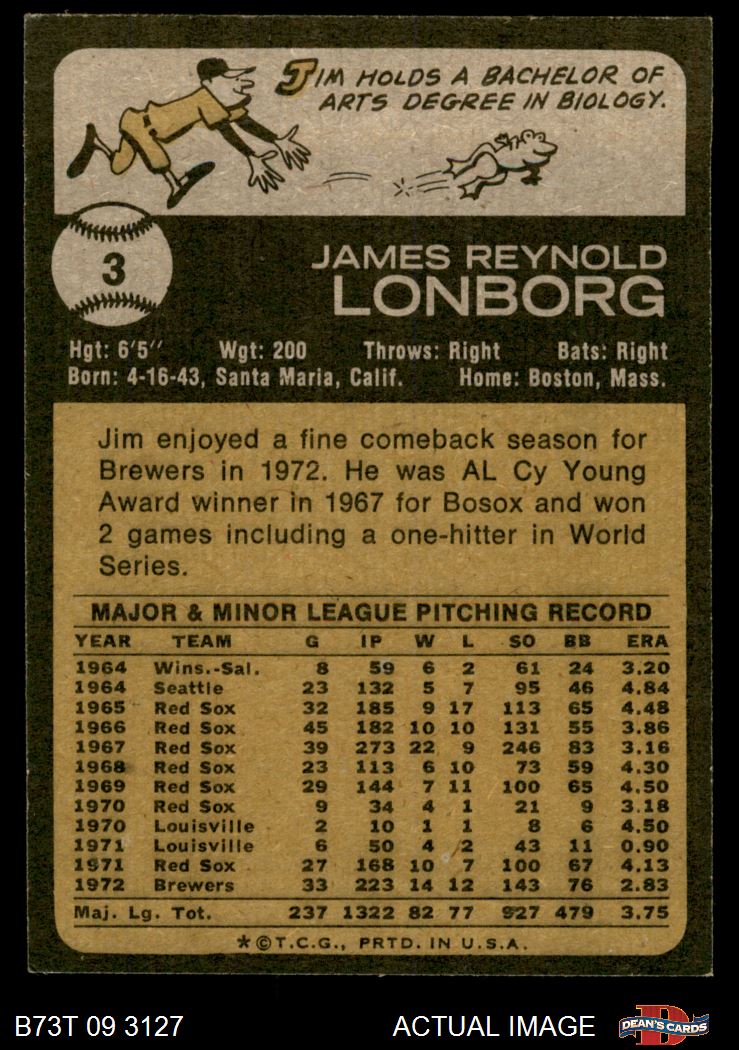 JIM HOLDS A BACHELOR OF
ARTS DEGREE IN BIOLOGY.
3
JAMES REYNOLD
LONBORG
Hgt: 6'5" Wgt: 200 Throws: Right Bats: Right
Born: 4-16-43, Santa Maria, Calif. Home: Boston, Mass.
Jim enjoyed a fine comeback season for
Brewers in 1972. He was AL Cy Young
Award winner in 1967 for Bosox and won
2 games including a one-hitter in World
Series.
MAJOR & MINOR LEAGUE PITCHING RECORD
YEAR TEAM G IP W L SO BB ERA
1964 Wins.-Sal. 8 59 6 2 61 24 3.20
1964 Seattle 23 132 5 7 95 46 4.84
1965 Red Sox 32 185 9 17 113 65 4.48
1966 Red Sox 45 182 10 10 131 55 3.86
1967 Red Sox 39 273 22 9 246 83 3.16
1968 Red Sox 23 113 6 10 73 59 4.30
1969 Red Sox 29 144 7 11 100 65 4.50
1970 Red Sox 9 34 4 1 21 9 3.18
1970 Louisville 2 10 1 1 8 6 4.50
1971 Louisville 6 50 4 2 43 11 0.90
1971 Red Sox 27 168 10 7 100 67 4.13
1972 Brewers 33 223 14 12 143 76 2.83
Maj. Lg. Tot. 237 1322 82 77 927 479 3.75
*©T.C.G., PRTD. IN U.S.A.
B73T 09 3127 ACTUAL IMAGE D DEAN'S CARDS